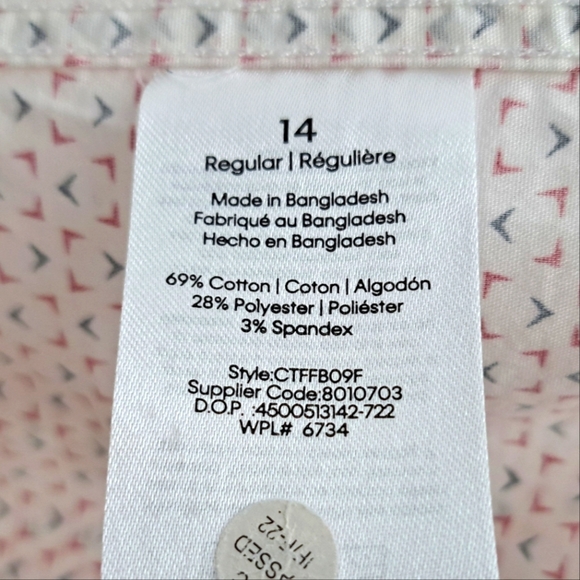 14
Regular | Régulière
Made in Bangladesh
Fabriqué au Bangladesh
Hecho en Bangladesh
69% Cotton | Coton | Algodón
28% Polyester | Poliéster
3% Spandex
Style:CTFFB09F
Supplier Code:8010703
D.O.P. :4500513142-722
WPL# 6734